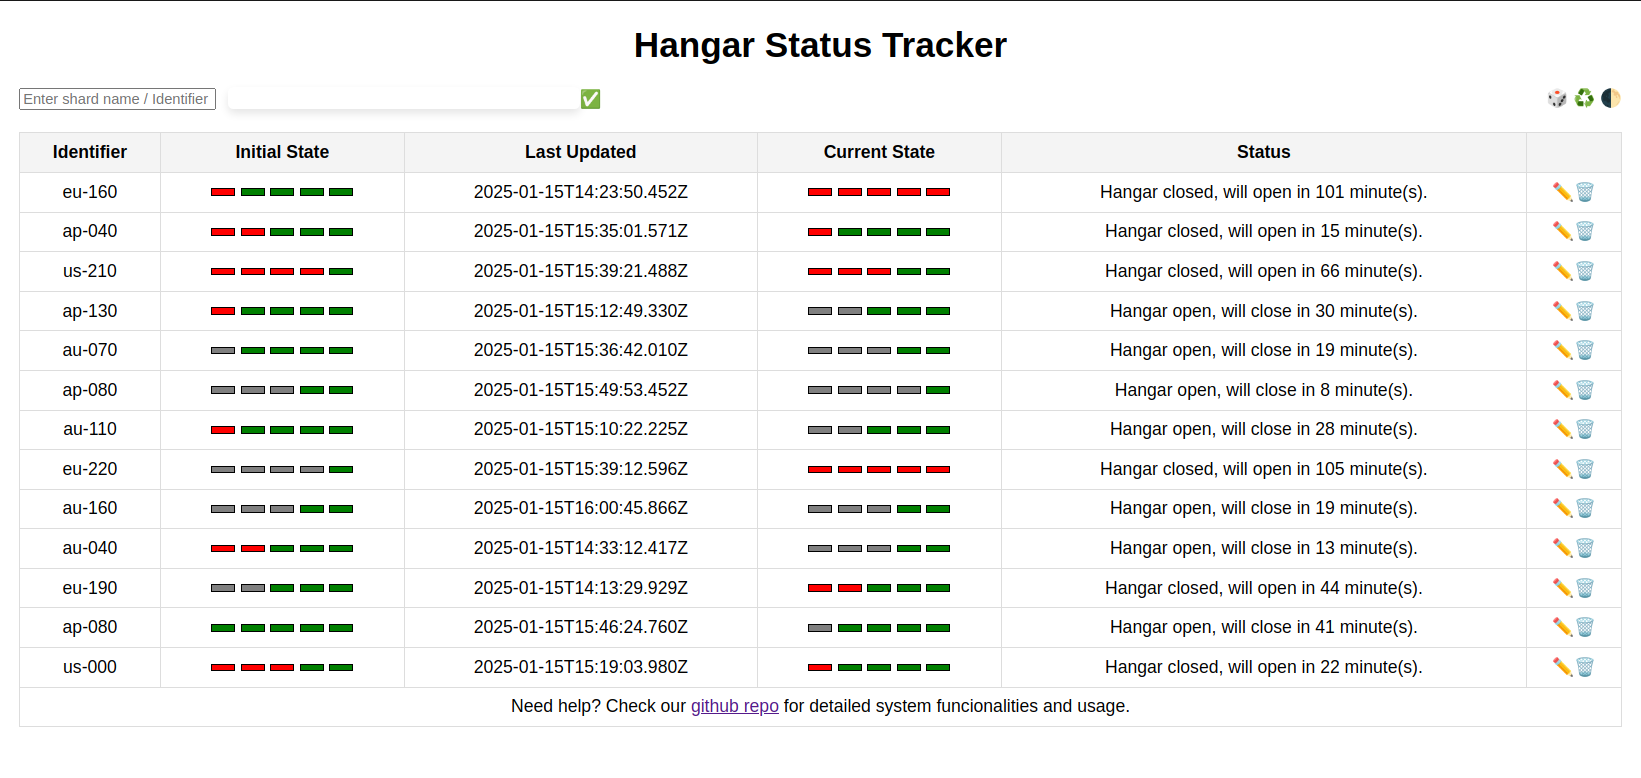 Hangar Status Tracker
Enter shard name / Identifier
Identifier Initial State Last Updated Current State Status
eu-160 2025-01-15T14:23:50.452Z Hangar closed, will open in 101 minute(s).
ap-040 2025-01-15T15:35:01.571Z Hangar closed, will open in 15 minute(s).
us-210 2025-01-15T15:39:21.488Z Hangar closed, will open in 66 minute(s).
ap-130 2025-01-15T15:12:49.330Z Hangar open, will close in 30 minute(s).
au-070 2025-01-15T15:36:42.010Z Hangar open, will close in 19 minute(s).
ap-080 2025-01-15T15:49:53.452Z Hangar open, will close in 8 minute(s).
au-110 2025-01-15T15:10:22.225Z Hangar open, will close in 28 minute(s).
eu-220 2025-01-15T15:39:12.596Z Hangar closed, will open in 105 minute(s).
au-160 2025-01-15T16:00:45.866Z Hangar open, will close in 19 minute(s).
au-040 2025-01-15T14:33:12.417Z Hangar open, will close in 13 minute(s).
eu-190 2025-01-15T14:13:29.929Z Hangar closed, will open in 44 minute(s).
ap-080 2025-01-15T15:46:24.760Z Hangar open, will close in 41 minute(s).
us-000 2025-01-15T15:19:03.980Z Hangar closed, will open in 22 minute(s).
Need help? Check our github repo for detailed system funcionalities and usage.